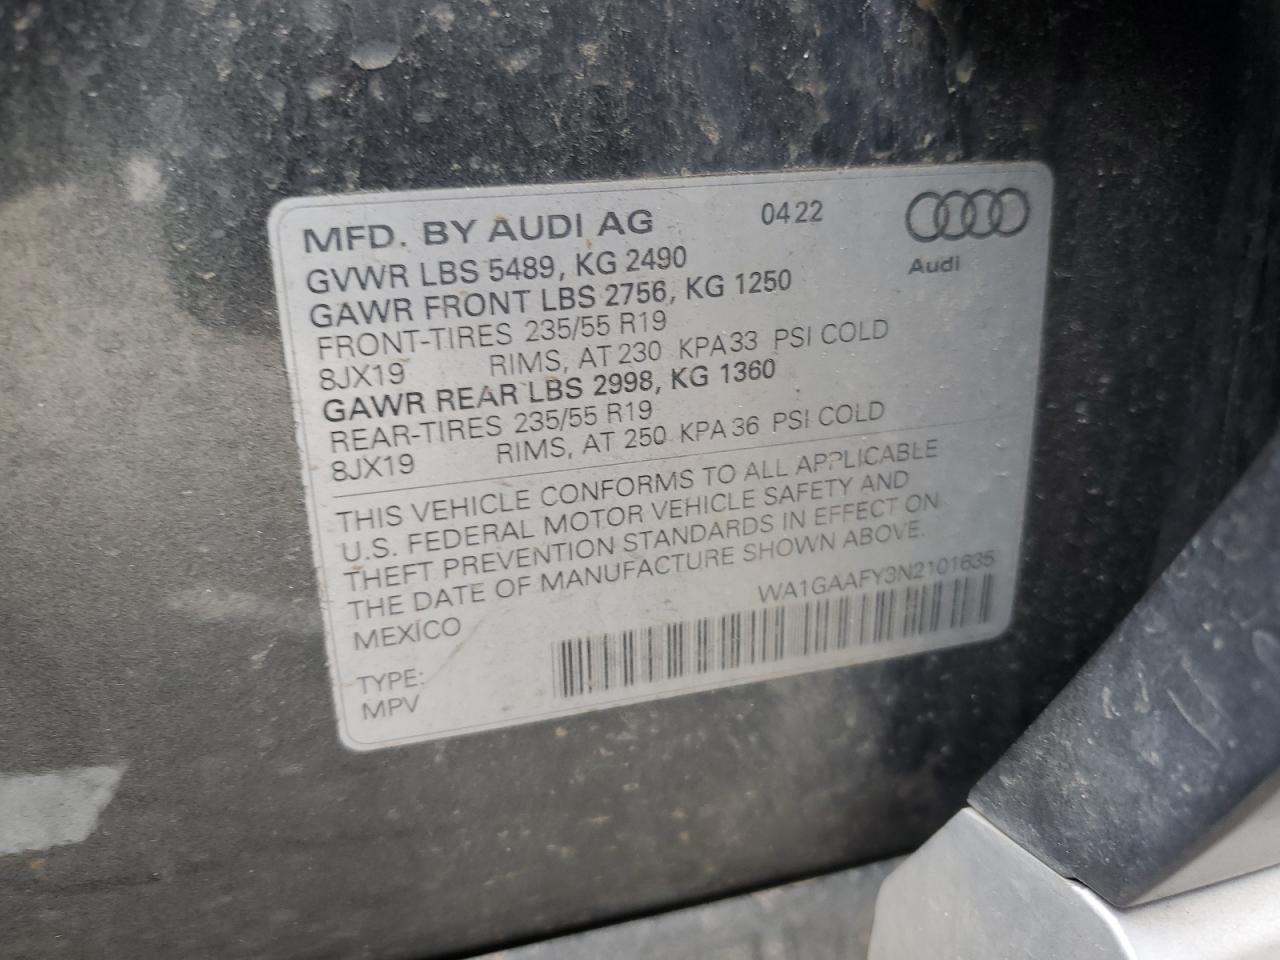 MFD. BY AUDI AG 0422
Audi
GVWR LBS 5489, KG 2490
GAWR FRONT LBS 2756, KG 1250
FRONT-TIRES 235/55 R19
8JX19 RIMS, AT 230 KPA 33 PSI COLD
GAWR REAR LBS 2998, KG 1360
REAR-TIRES 235/55 R19
8JX19 RIMS, AT 250 KPA 36 PSI COLD
THIS VEHICLE CONFORMS TO ALL APPLICABLE
U.S. FEDERAL MOTOR VEHICLE SAFETY AND
THEFT PREVENTION STANDARDS IN EFFECT ON
THE DATE OF MANUFACTURE SHOWN ABOVE.
MEXICO WA1GAAFY3N2101635
TYPE:
MPV